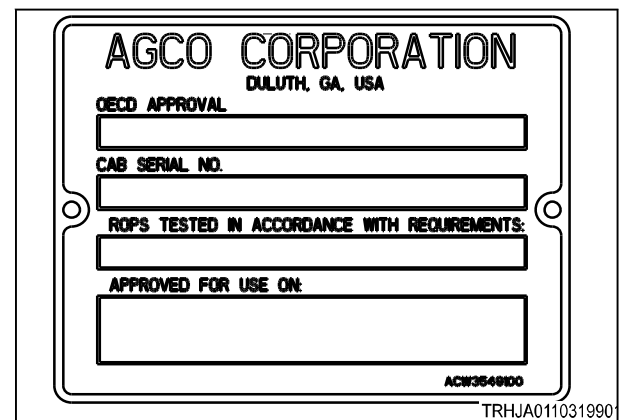 AGCO CORPORATION
DULUTH, GA, USA
OECD APPROVAL
CAB SERIAL NO.
ROPS TESTED IN ACCORDANCE WITH REQUIREMENTS:
APPROVED FOR USE ON:
ACW3549100
TRHJA0110319901